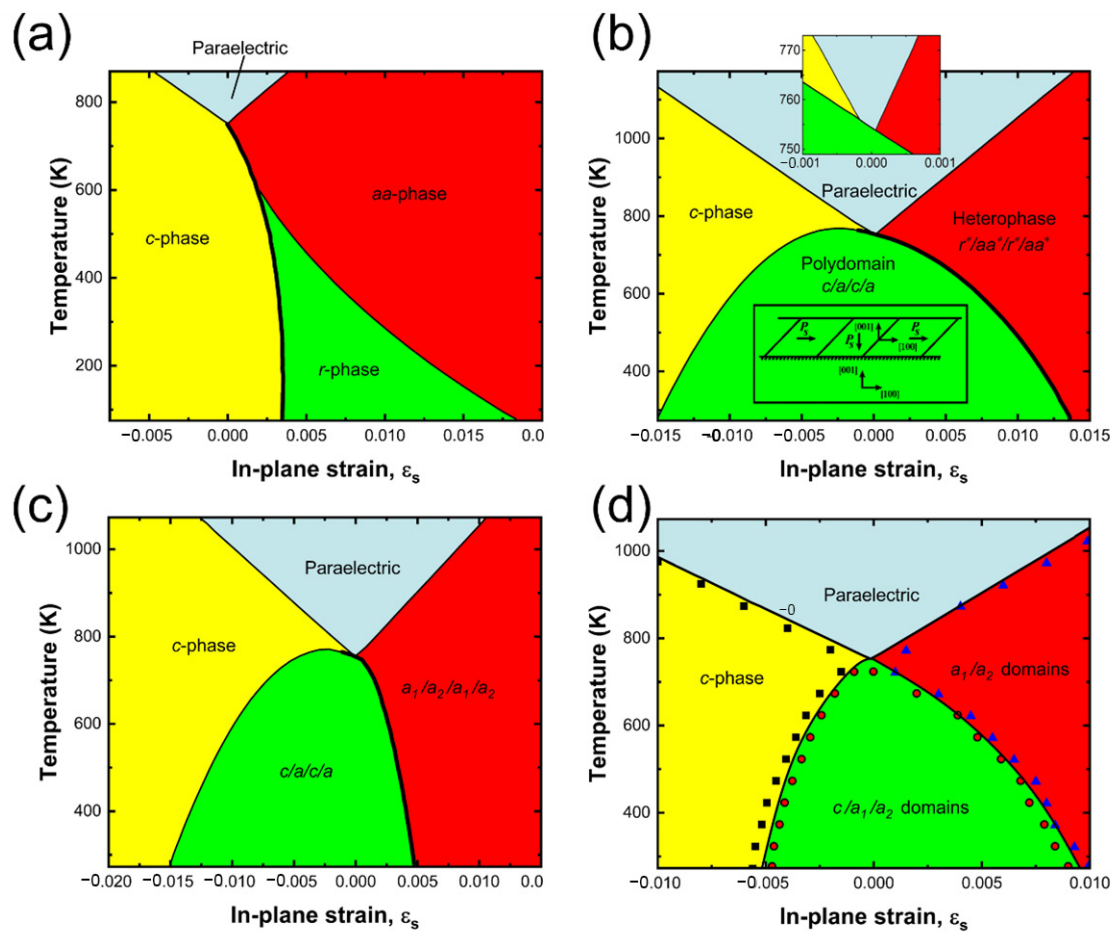 (a)
Paraelectric
800
600
400
200
Temperature (K)
c-phase
aa-phase
r-phase
−0.005
0.000
0.005
0.010
0.015
0.0
In-plane strain, εs
(b)
770
760
750
−0.001
0.000
0.001
1000
800
600
400
Temperature (K)
Paraelectric
c-phase
Heterophase
r*/aa*/r*/aa*
Polydomain
c/a/c/a
Ps
Ps
[001]
[100]
Ps
[001]
[100]
−0.015
-0.010
−0.005
0.000
0.005
0.010
0.015
In-plane strain, εs
(c)
1000
800
600
400
Temperature (K)
Paraelectric
c-phase
a1/a2/a1/a2
c/a/c/a
−0.020
−0.015
−0.010
−0.005
0.000
0.005
0.010
0.0
In-plane strain, εs
(d)
1000
800
600
400
Temperature (K)
Paraelectric
−0
c-phase
a1/a2 domains
c/a1/a2 domains
−0.010
−0.005
0.000
0.005
0.010
In-plane strain, εs